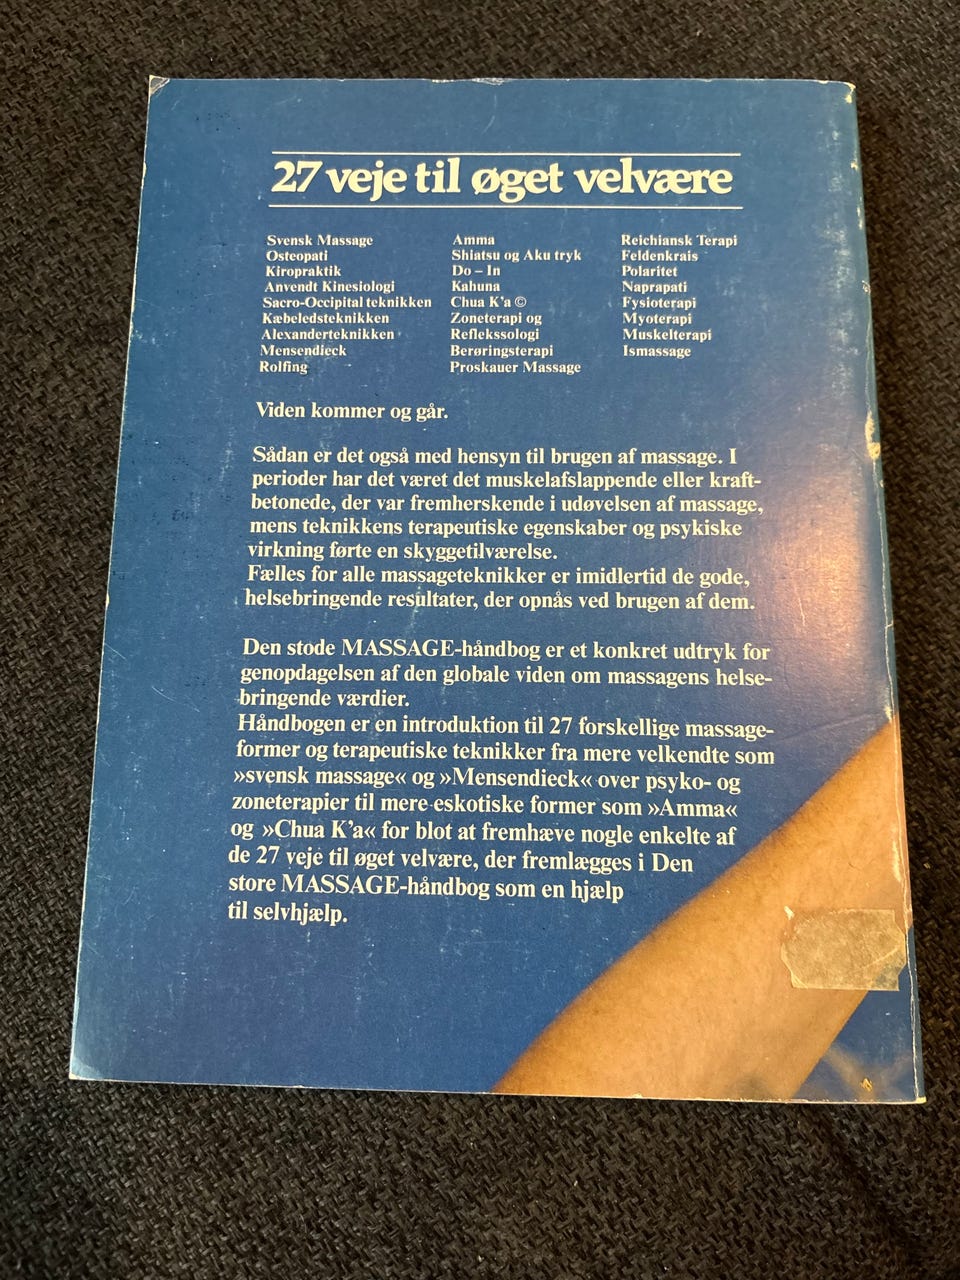 27 veje til øget velvære
Svensk Massage
Osteopati
Kiropraktik
Anvendt Kinesiologi
Sacro-Occipital teknikken
Kæbeledsteknikken
Alexanderteknikken
Mensendieck
Rolfing
Amma
Shiatsu og Aku tryk
Do – In
Kahuna
Chua K'a ©
Zoneterapi og
Reflekssologi
Berøringsterapi
Proskauer Massage
Reichiansk Terapi
Feldenkrais
Polaritet
Naprapati
Fysioterapi
Myoterapi
Muskelterapi
Ismassage
Viden kommer og går.
Sådan er det også med hensyn til brugen af massage. I
perioder har det været det muskelafslappende eller kraft-
betonede, der var fremherskende i udøvelsen af massage,
mens teknikkens terapeutiske egenskaber og psykiske
virkning førte en skyggetilværelse.
Fælles for alle massageteknikker er imidlertid de gode,
helsebringende resultater, der opnås ved brugen af dem.
Den stode MASSAGE-håndbog er et konkret udtryk for
genopdagelsen af den globale viden om massagens helse-
bringende værdier.
Håndbogen er en introduktion til 27 forskellige massage-
former og terapeutiske teknikker fra mere velkendte som
»svensk massage« og »Mensendieck« over psyko- og
zoneterapier til mere eskotiske former som »Amma«
og »Chua K'a« for blot at fremhæve nogle enkelte af
de 27 veje til øget velvære, der fremlægges i Den
store MASSAGE-håndbog som en hjælp
til selvhjælp.